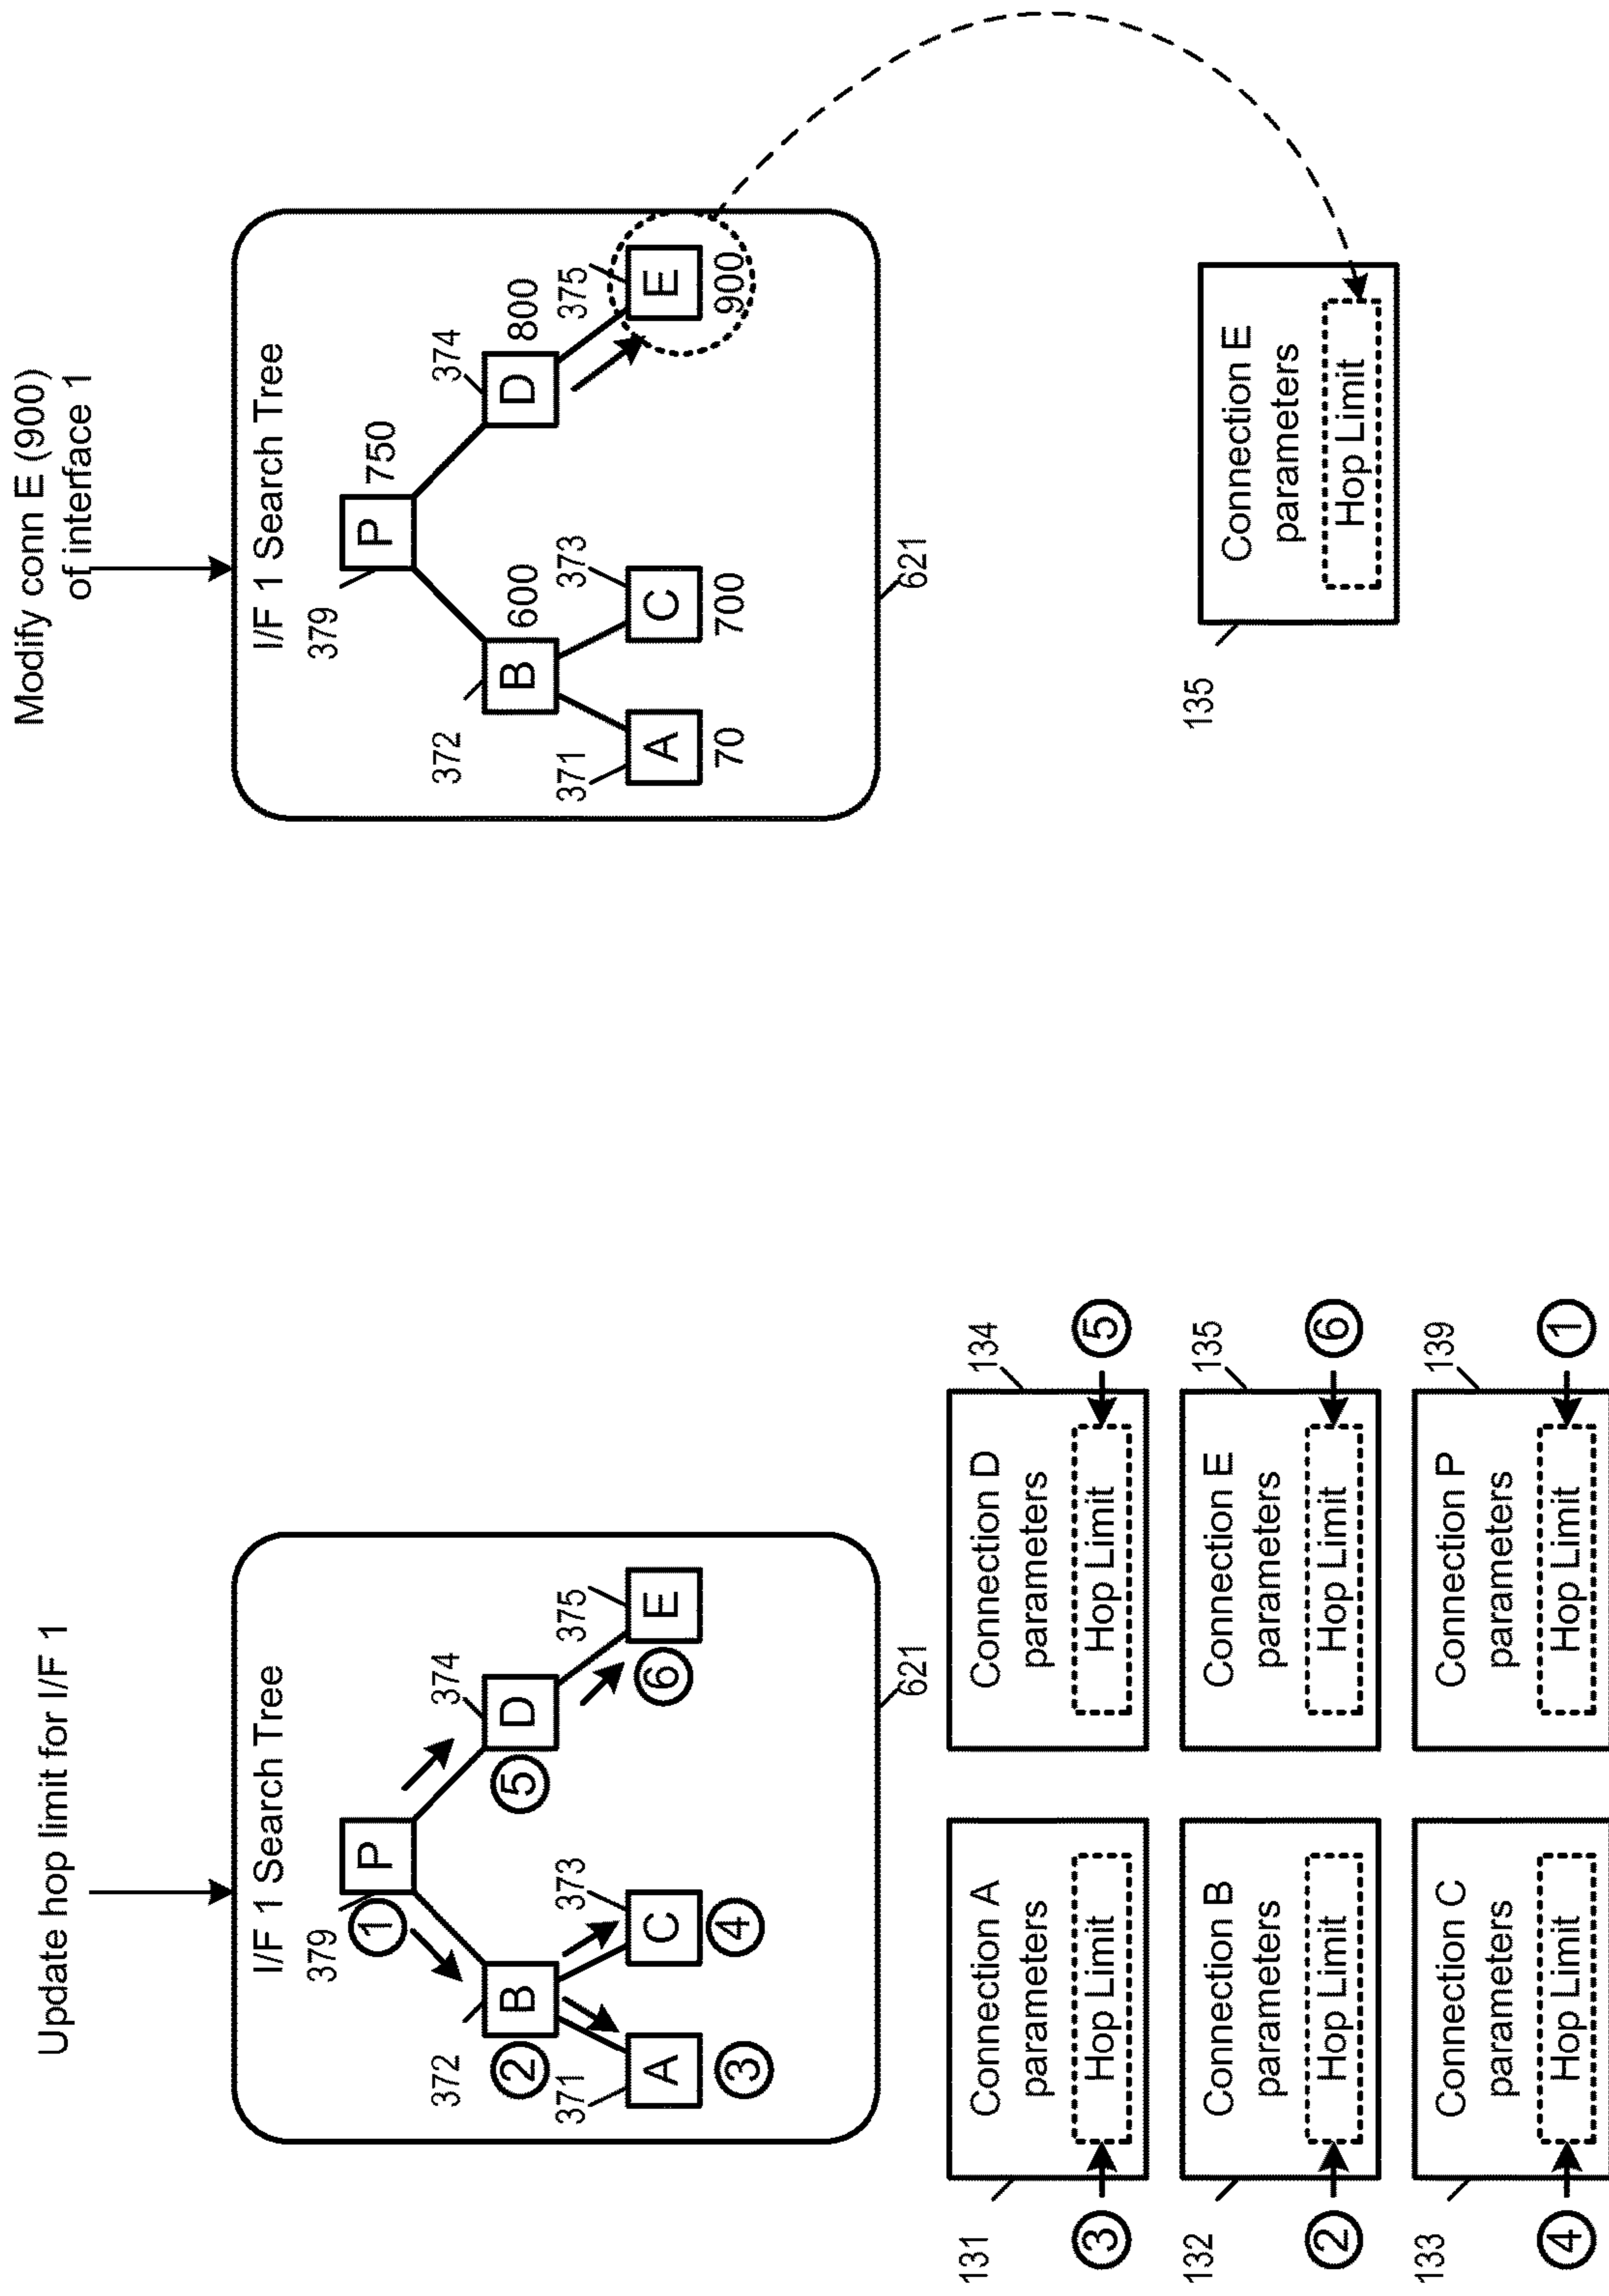 Update hop limit for I/F 1
I/F 1 Search Tree
379
P
1
372
374
B
D
2
5
371
373
375
A
C
E
3
4
6
621
131
Connection A
parameters
Hop Limit
3
134
Connection D
parameters
Hop Limit
5
132
Connection B
parameters
Hop Limit
2
135
Connection E
parameters
Hop Limit
6
133
Connection C
parameters
Hop Limit
4
139
Connection P
parameters
Hop Limit
1
Modify conn E (900)
of interface 1
I/F 1 Search Tree
379
P
750
372
374
B
600
D
800
371
373
375
A
C
E
70
700
900
621
135
Connection E
parameters
Hop Limit